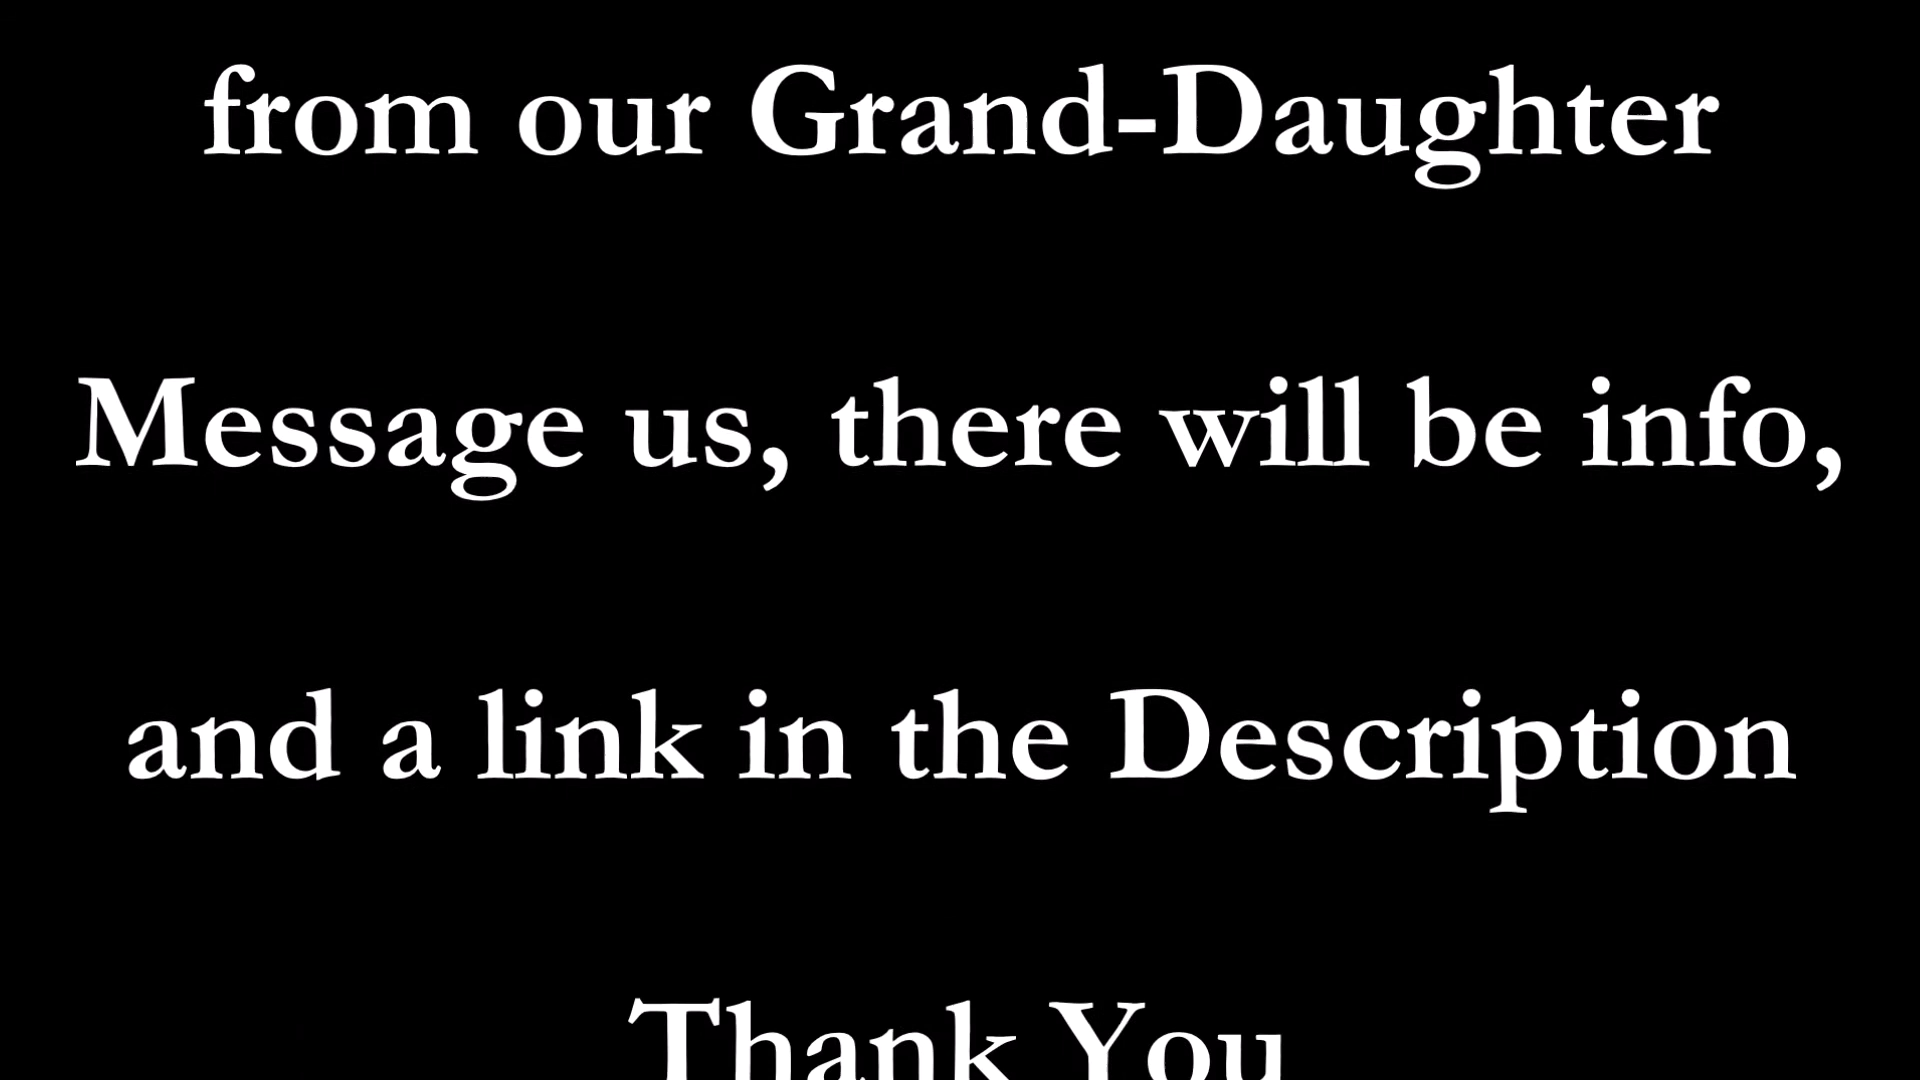 from our Grand-Daughter
Message us, there will be info,
and a link in the Description
Thank You